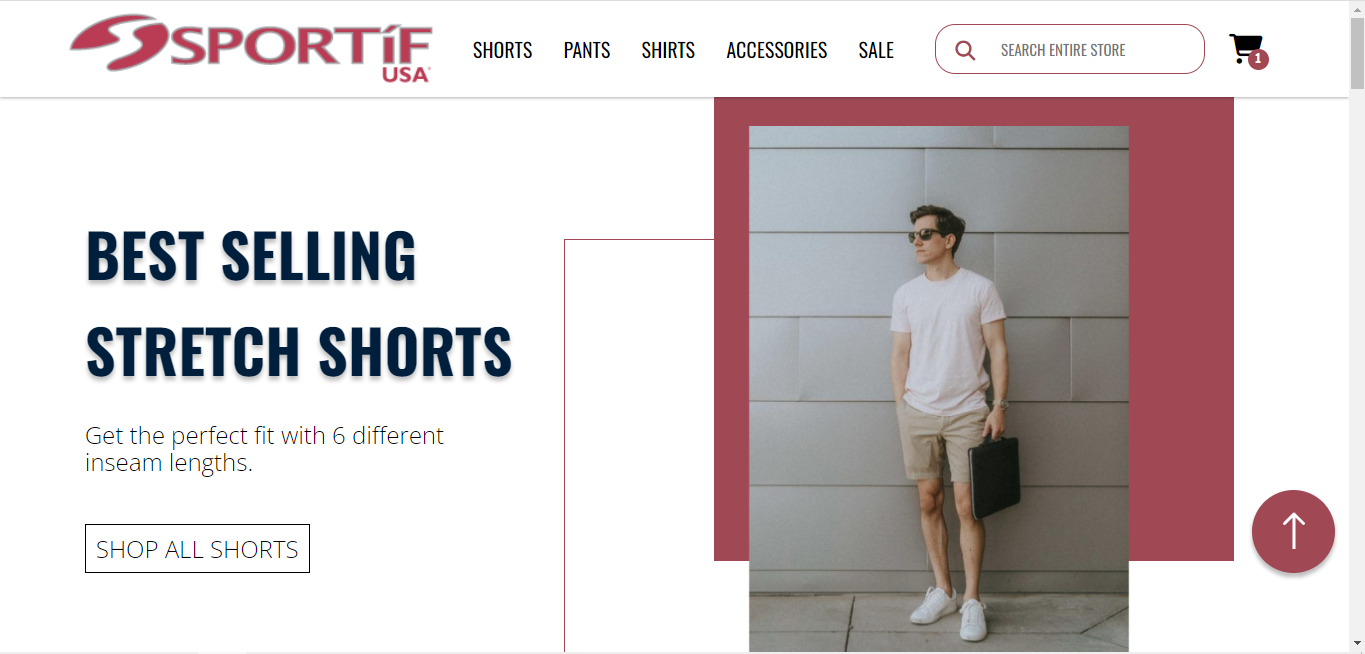 SPORTíF
USA
SHORTS
PANTS
SHIRTS
ACCESSORIES
SALE
SEARCH ENTIRE STORE
1
BEST SELLING
STRETCH SHORTS
Get the perfect fit with 6 different
inseam lengths.
SHOP ALL SHORTS